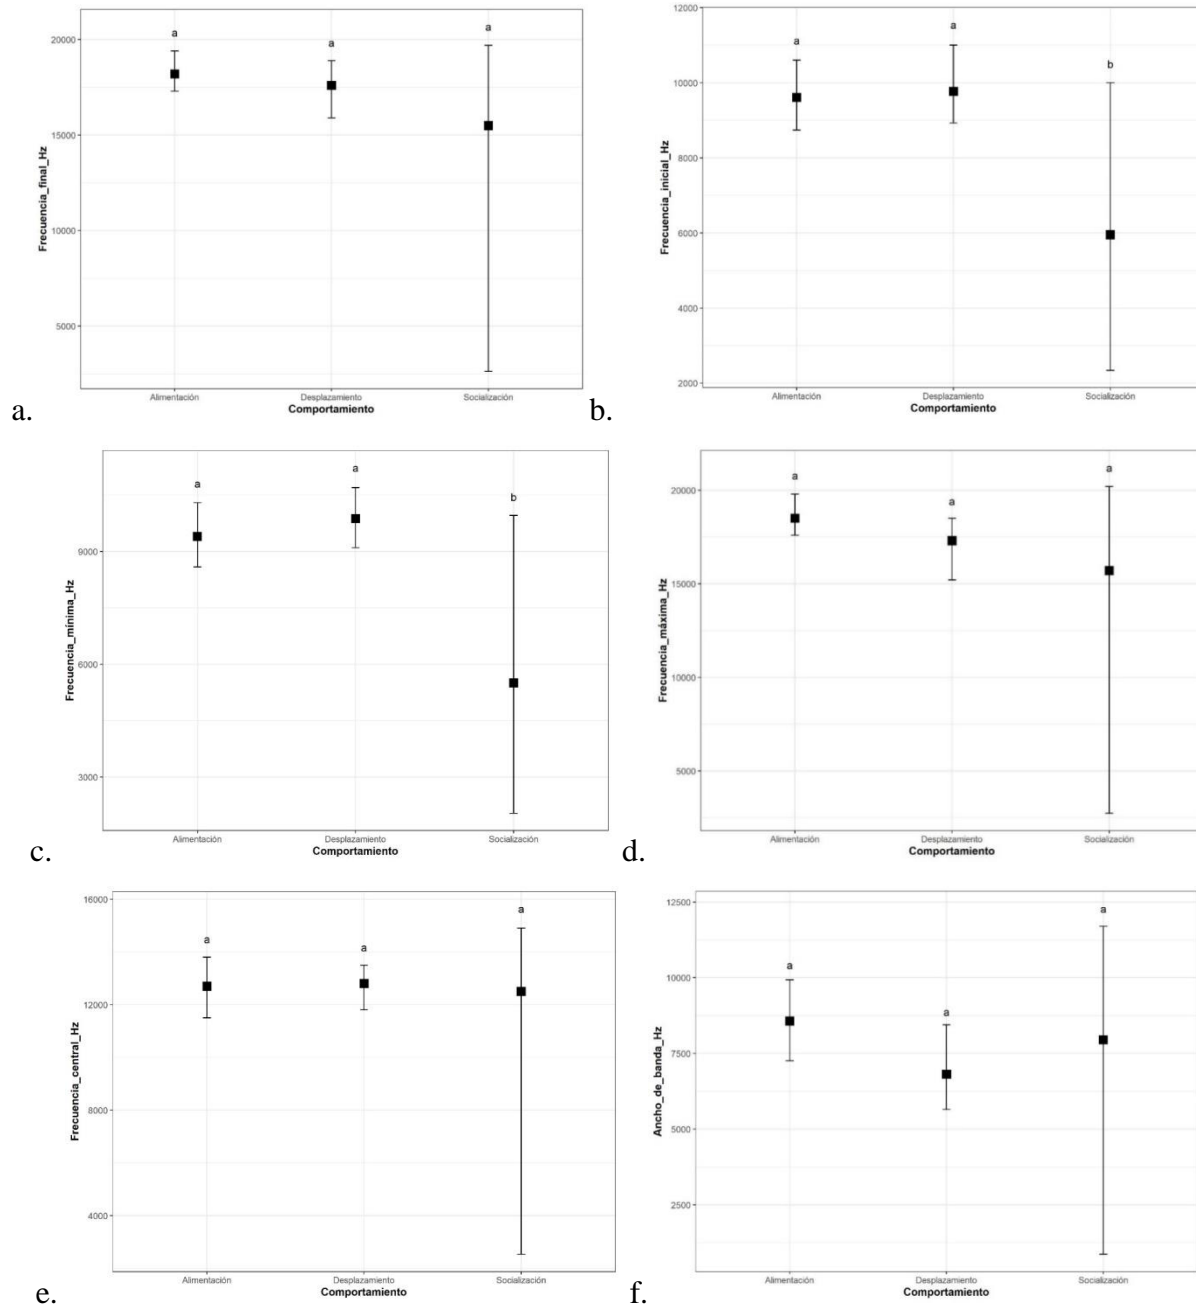 a
a
a
20000
15000
10000
5000
Frecuencia_final_Hz
Alimentación Desplazamiento Socialización
Comportamiento
a.
12000
a
a
b
10000
8000
6000
4000
2000
Frecuencia_inicial_Hz
Alimentación Desplazamiento Socialización
Comportamiento
b.
a
a
b
9000
6000
3000
Frecuencia_mínima_Hz
Alimentación Desplazamiento Socialización
Comportamiento
c.
a
a
a
20000
15000
10000
5000
Frecuencia_máxima_Hz
Alimentación Desplazamiento Socialización
Comportamiento
d.
16000
a
a
a
12000
8000
4000
Frecuencia_central_Hz
Alimentación Desplazamiento Socialización
Comportamiento
e.
12500
a
a
a
10000
7500
5000
2500
Ancho_de_banda_Hz
Alimentación Desplazamiento Socialización
Comportamiento
f.